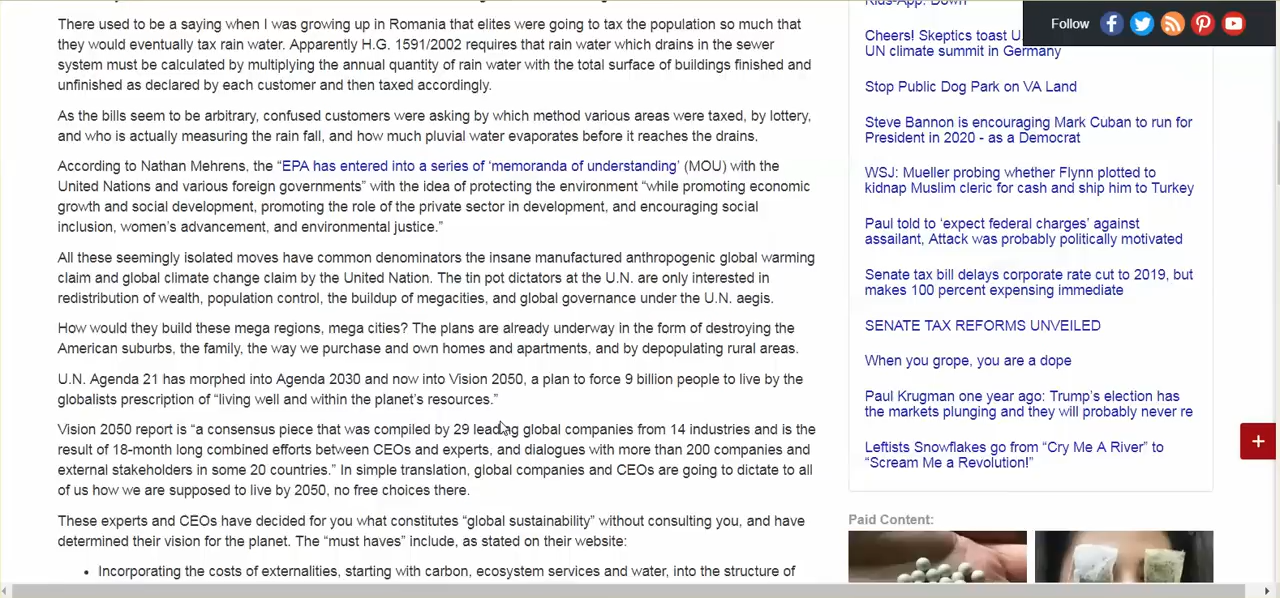 There used to be a saying when I was growing up in Romania that elites were going to tax the population so much that
they would eventually tax rain water. Apparently H.G. 1591/2002 requires that rain water which drains in the sewer
system must be calculated by multiplying the annual quantity of rain water with the total surface of buildings finished and
unfinished as declared by each customer and then taxed accordingly.
As the bills seem to be arbitrary, confused customers were asking by which method various areas were taxed, by lottery,
and who is actually measuring the rain fall, and how much pluvial water evaporates before it reaches the drains.
According to Nathan Mehrens, the “EPA has entered into a series of ‘memoranda of understanding’ (MOU) with the
United Nations and various foreign governments” with the idea of protecting the environment “while promoting economic
growth and social development, promoting the role of the private sector in development, and encouraging social
inclusion, women’s advancement, and environmental justice.”
All these seemingly isolated moves have common denominators the insane manufactured anthropogenic global warming
claim and global climate change claim by the United Nation. The tin pot dictators at the U.N. are only interested in
redistribution of wealth, population control, the buildup of megacities, and global governance under the U.N. aegis.
How would they build these mega regions, mega cities? The plans are already underway in the form of destroying the
American suburbs, the family, the way we purchase and own homes and apartments, and by depopulating rural areas.
U.N. Agenda 21 has morphed into Agenda 2030 and now into Vision 2050, a plan to force 9 billion people to live by the
globalists prescription of “living well and within the planet’s resources.”
Vision 2050 report is “a consensus piece that was compiled by 29 leading global companies from 14 industries and is the
result of 18-month long combined efforts between CEOs and experts, and dialogues with more than 200 companies and
external stakeholders in some 20 countries.” In simple translation, global companies and CEOs are going to dictate to all
of us how we are supposed to live by 2050, no free choices there.
These experts and CEOs have decided for you what constitutes “global sustainability” without consulting you, and have
determined their vision for the planet. The “must haves” include, as stated on their website:
• Incorporating the costs of externalities, starting with carbon, ecosystem services and water, into the structure of
Kids-App: Down
Follow
Cheers! Skeptics toast U.
UN climate summit in Germany
Stop Public Dog Park on VA Land
Steve Bannon is encouraging Mark Cuban to run for
President in 2020 - as a Democrat
WSJ: Mueller probing whether Flynn plotted to
kidnap Muslim cleric for cash and ship him to Turkey
Paul told to ‘expect federal charges’ against
assailant, Attack was probably politically motivated
Senate tax bill delays corporate rate cut to 2019, but
makes 100 percent expensing immediate
SENATE TAX REFORMS UNVEILED
When you grope, you are a dope
Paul Krugman one year ago: Trump’s election has
the markets plunging and they will probably never re
Leftists Snowflakes go from “Cry Me A River” to
“Scream Me a Revolution!”
Paid Content: